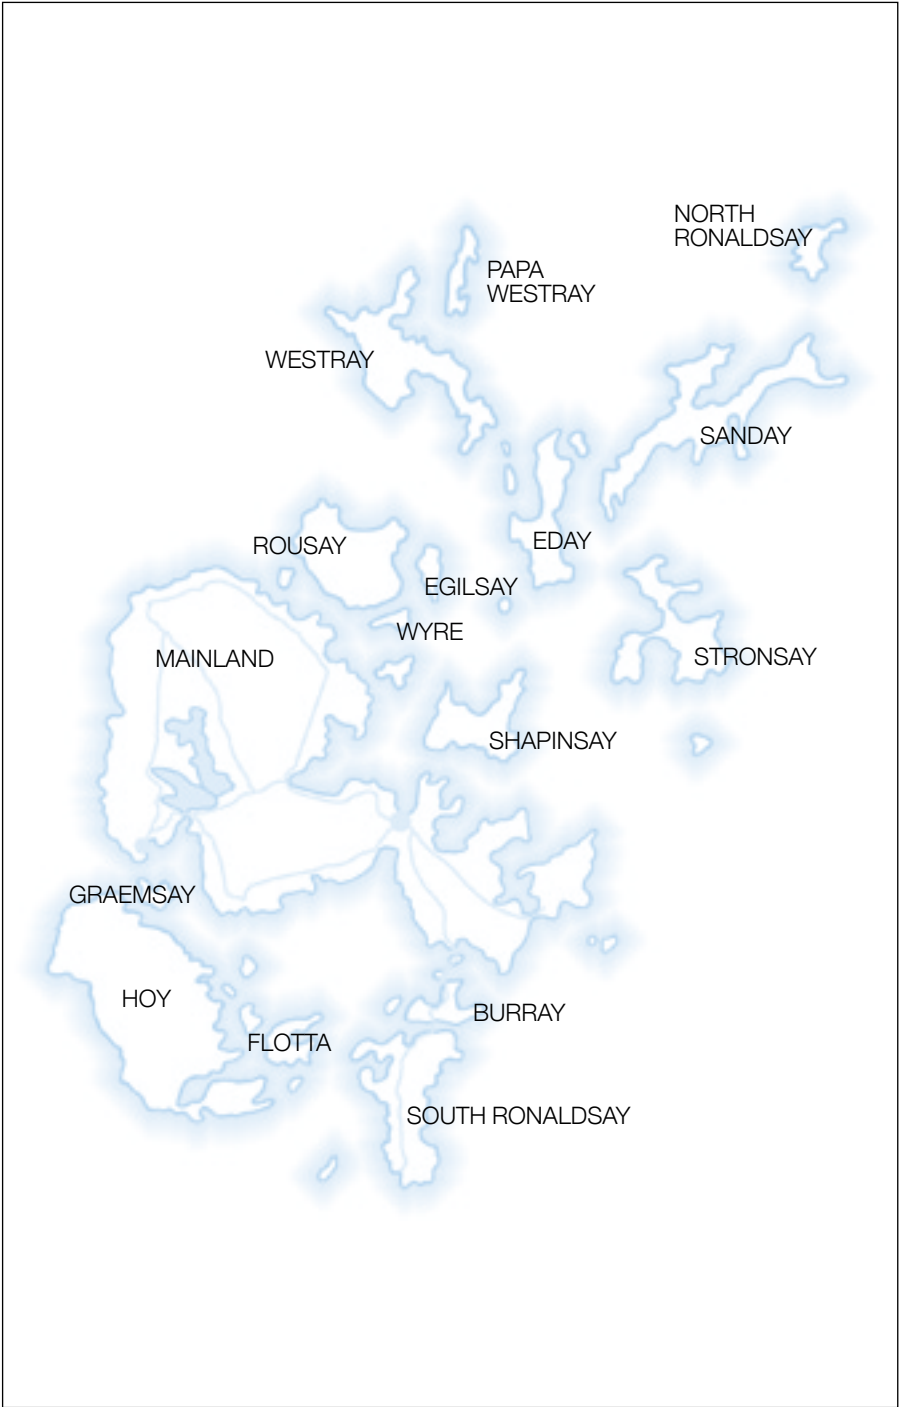 NORTH
RONALDSAY
PAPA
WESTRAY
WESTRAY
SANDAY
EDAY
ROUSAY
EGILSAY
WYRE
MAINLAND
STRONSAY
SHAPINSAY
GRAEMSAY
HOY
BURRAY
FLOTTA
SOUTH RONALDSAY